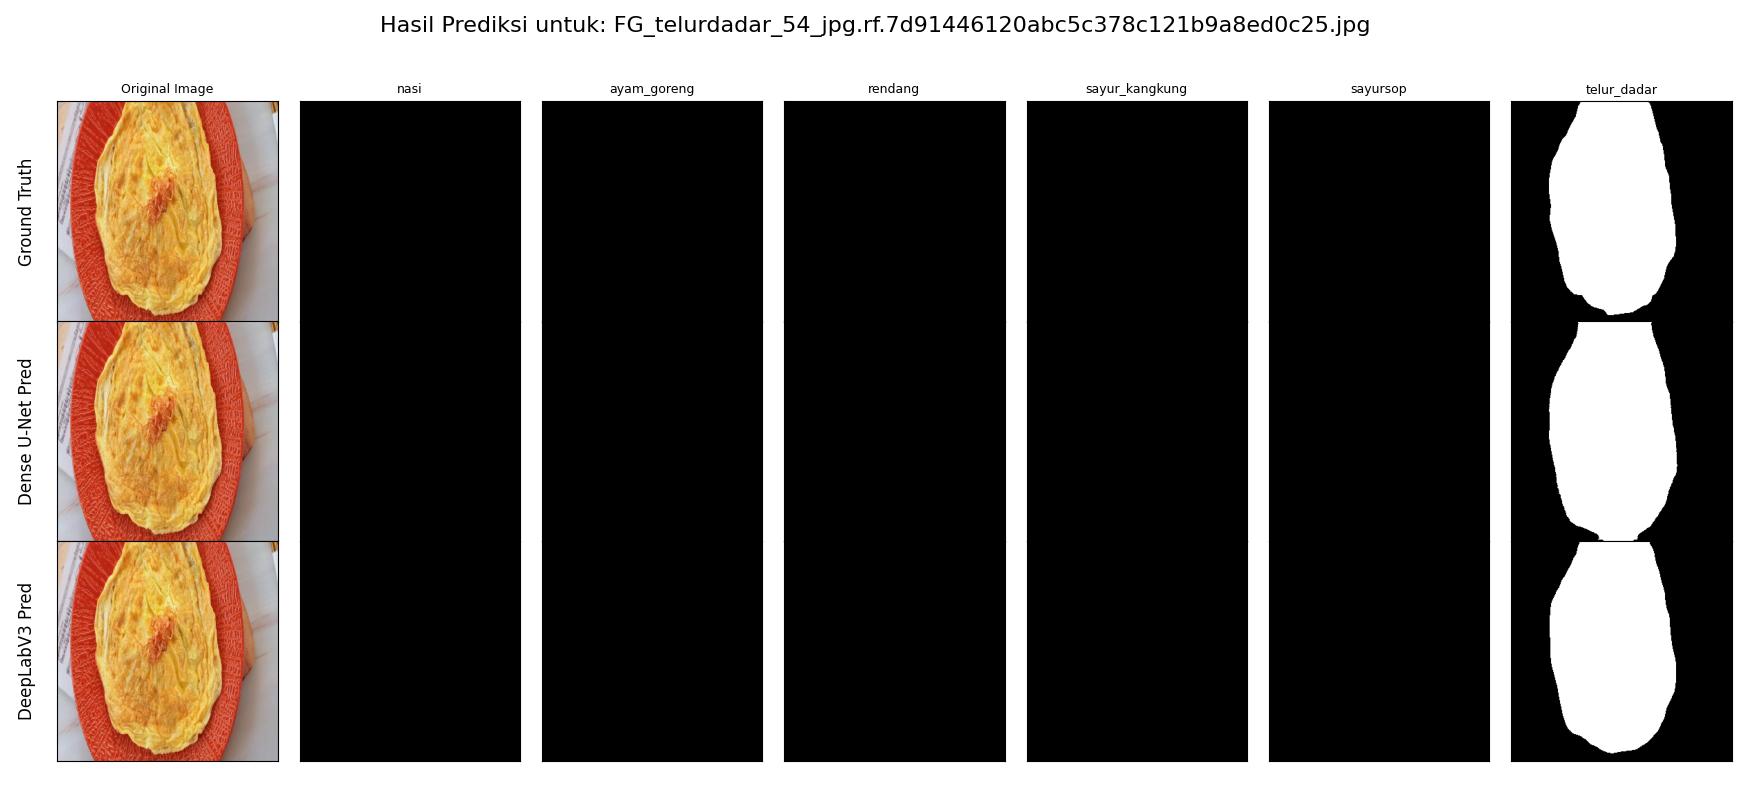 Hasil Prediksi untuk: FG_telurdadar_54_jpg.rf.7d91446120abc5c378c121b9a8ed0c25.jpg
Original Image nasi ayam_goreng rendang sayur_kangkung sayursop telur_dadar
Ground Truth
Dense U-Net Pred
DeepLabV3 Pred